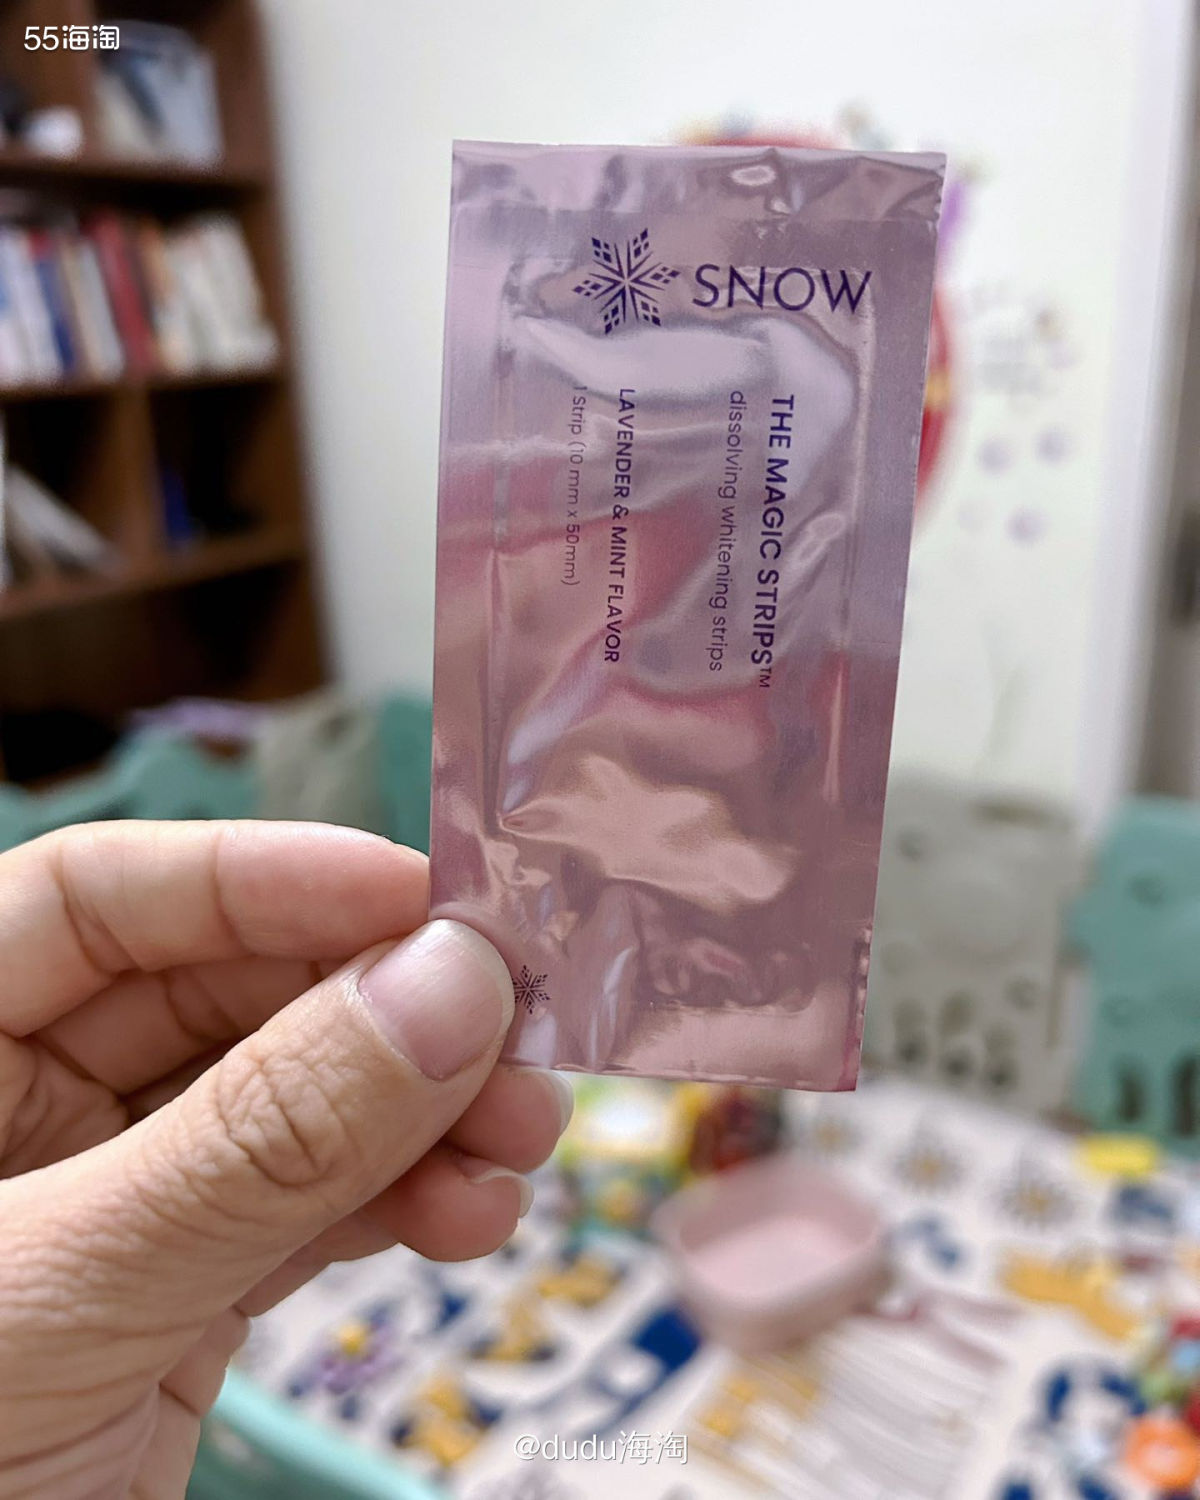 55海淘
SNOW
THE MAGIC STRIPS™
dissolving whitening strips
LAVENDER & MINT FLAVOR
1 Strip (10 mm x 50mm)
@dudu海淘